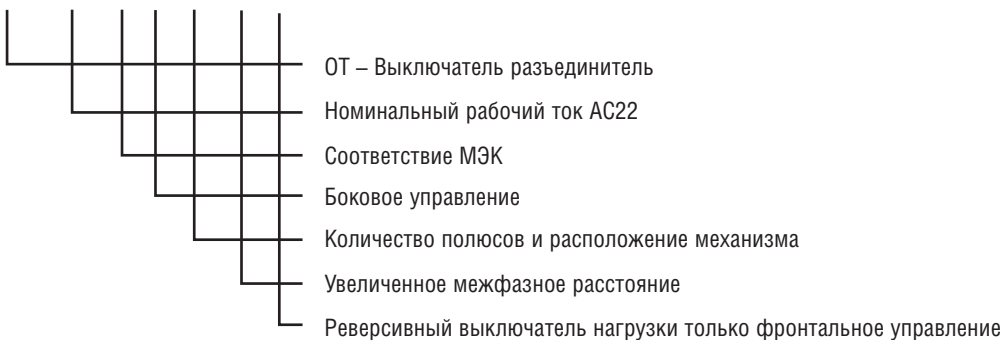 ОТ – Выключатель разъединитель
Номинальный рабочий ток АС22
Соответствие МЭК
Боковое управление
Количество полюсов и расположение механизма
Увеличенное межфазное расстояние
Реверсивный выключатель нагрузки только фронтальное управление